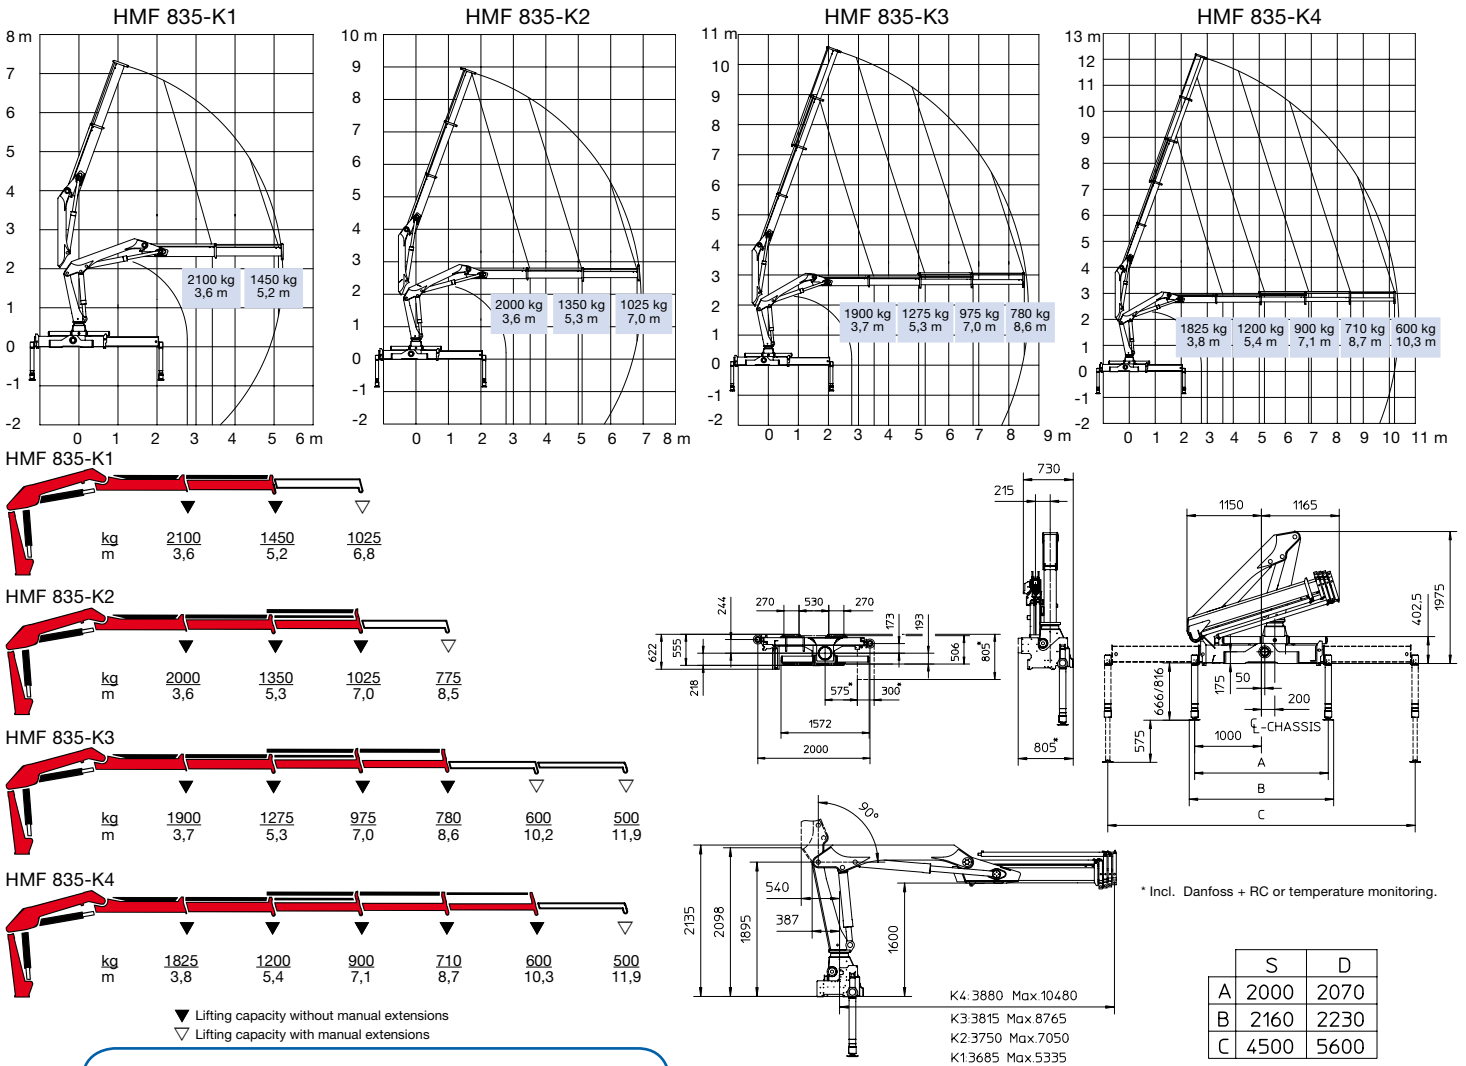 HMF 835-K1
8 m
7
6
5
4
3
2
1
0
-1
-2
0 1 2 3 4 5 6 m
2100 kg 1450 kg
3,6 m 5,2 m
HMF 835-K2
10 m
9
8
7
6
5
4
3
2
1
0
-1
-2
0 1 2 3 4 5 6 7 8 m
2000 kg 1350 kg 1025 kg
3,6 m 5,3 m 7,0 m
HMF 835-K3
11 m
10
9
8
7
6
5
4
3
2
1
0
-1
-2
0 1 2 3 4 5 6 7 8 9 m
1900 kg 1275 kg 975 kg 780 kg
3,7 m 5,3 m 7,0 m 8,6 m
HMF 835-K4
13 m
12
11
10
9
8
7
6
5
4
3
2
1
0
-1
-2
0 1 2 3 4 5 6 7 8 9 10 11 m
1825 kg 1200 kg 900 kg 710 kg 600 kg
3,8 m 5,4 m 7,1 m 8,7 m 10,3 m
HMF 835-K1
kg 2100 1450 1025
m 3,6 5,2 6,8
HMF 835-K2
kg 2000 1350 1025 775
m 3,6 5,3 7,0 8,5
HMF 835-K3
kg 1900 1275 975 780 600 500
m 3,7 5,3 7,0 8,6 10,2 11,9
HMF 835-K4
kg 1825 1200 900 710 600 500
m 3,8 5,4 7,1 8,7 10,3 11,9
▼ Lifting capacity without manual extensions
▽ Lifting capacity with manual extensions
244
270 530 270
173
193
622
555
218
506
805*
575* 300*
1572
2000
730
215
805*
1150 1165
1975
402,5
666/816
575
175
50
200
℄-CHASSIS
1000
A
B
C
90°
540
387
2135
2098
1895
1600
K4:3880 Max.10480
K3:3815 Max.8765
K2:3750 Max.7050
K1:3685 Max.5335
* Incl. Danfoss + RC or temperature monitoring.
S D
A 2000 2070
B 2160 2230
C 4500 5600